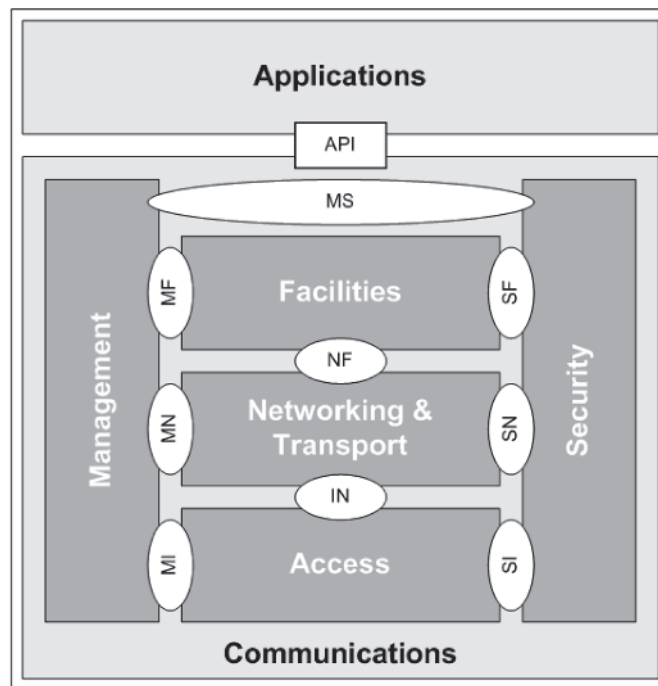 Applications
API
MS
Management
MF
Facilities
SF
Security
NF
MN
Networking &
Transport
SN
IN
MI
Access
SI
Communications